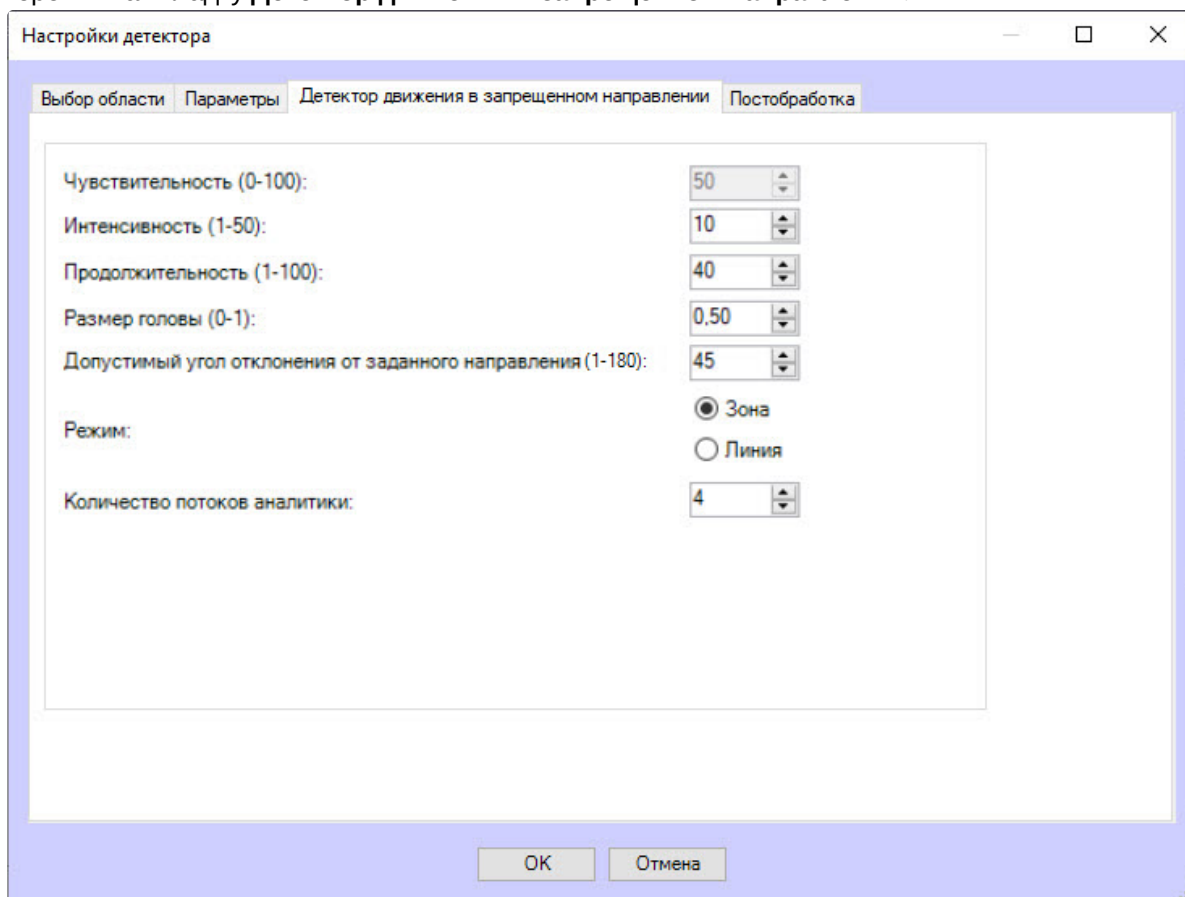 Настройки детектора
Выбор области Параметры Детектор движения в запрещенном направлении Постобработка
Чувствительность (0-100): 50
Интенсивность (1-50): 10
Продолжительность (1-100): 40
Размер головы (0-1): 0,50
Допустимый угол отклонения от заданного направления (1-180): 45
Зона
Режим:
Линия
Количество потоков аналитики: 4
OK Отмена